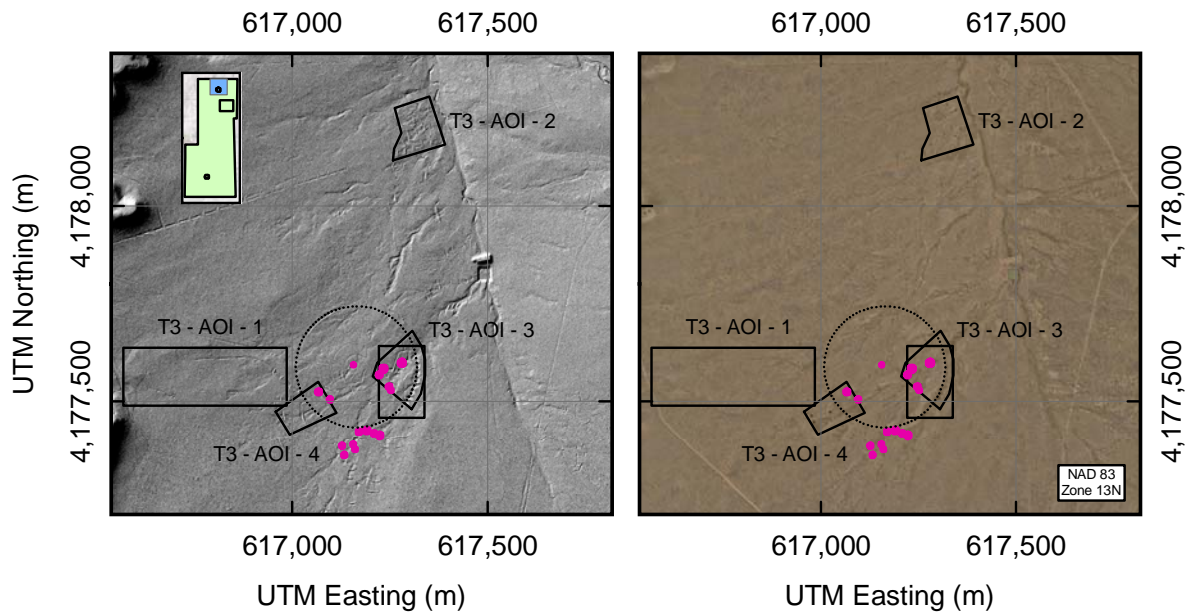 617,000 617,500 617,000 617,500
UTM Northing (m)
4,178,000
4,177,500
T3 - AOI - 2
T3 - AOI - 1
T3 - AOI - 3
T3 - AOI - 4
T3 - AOI - 2
T3 - AOI - 1
T3 - AOI - 3
T3 - AOI - 4
NAD 83
Zone 13N
4,178,000
4,177,500
617,000 617,500 617,000 617,500
UTM Easting (m) UTM Easting (m)